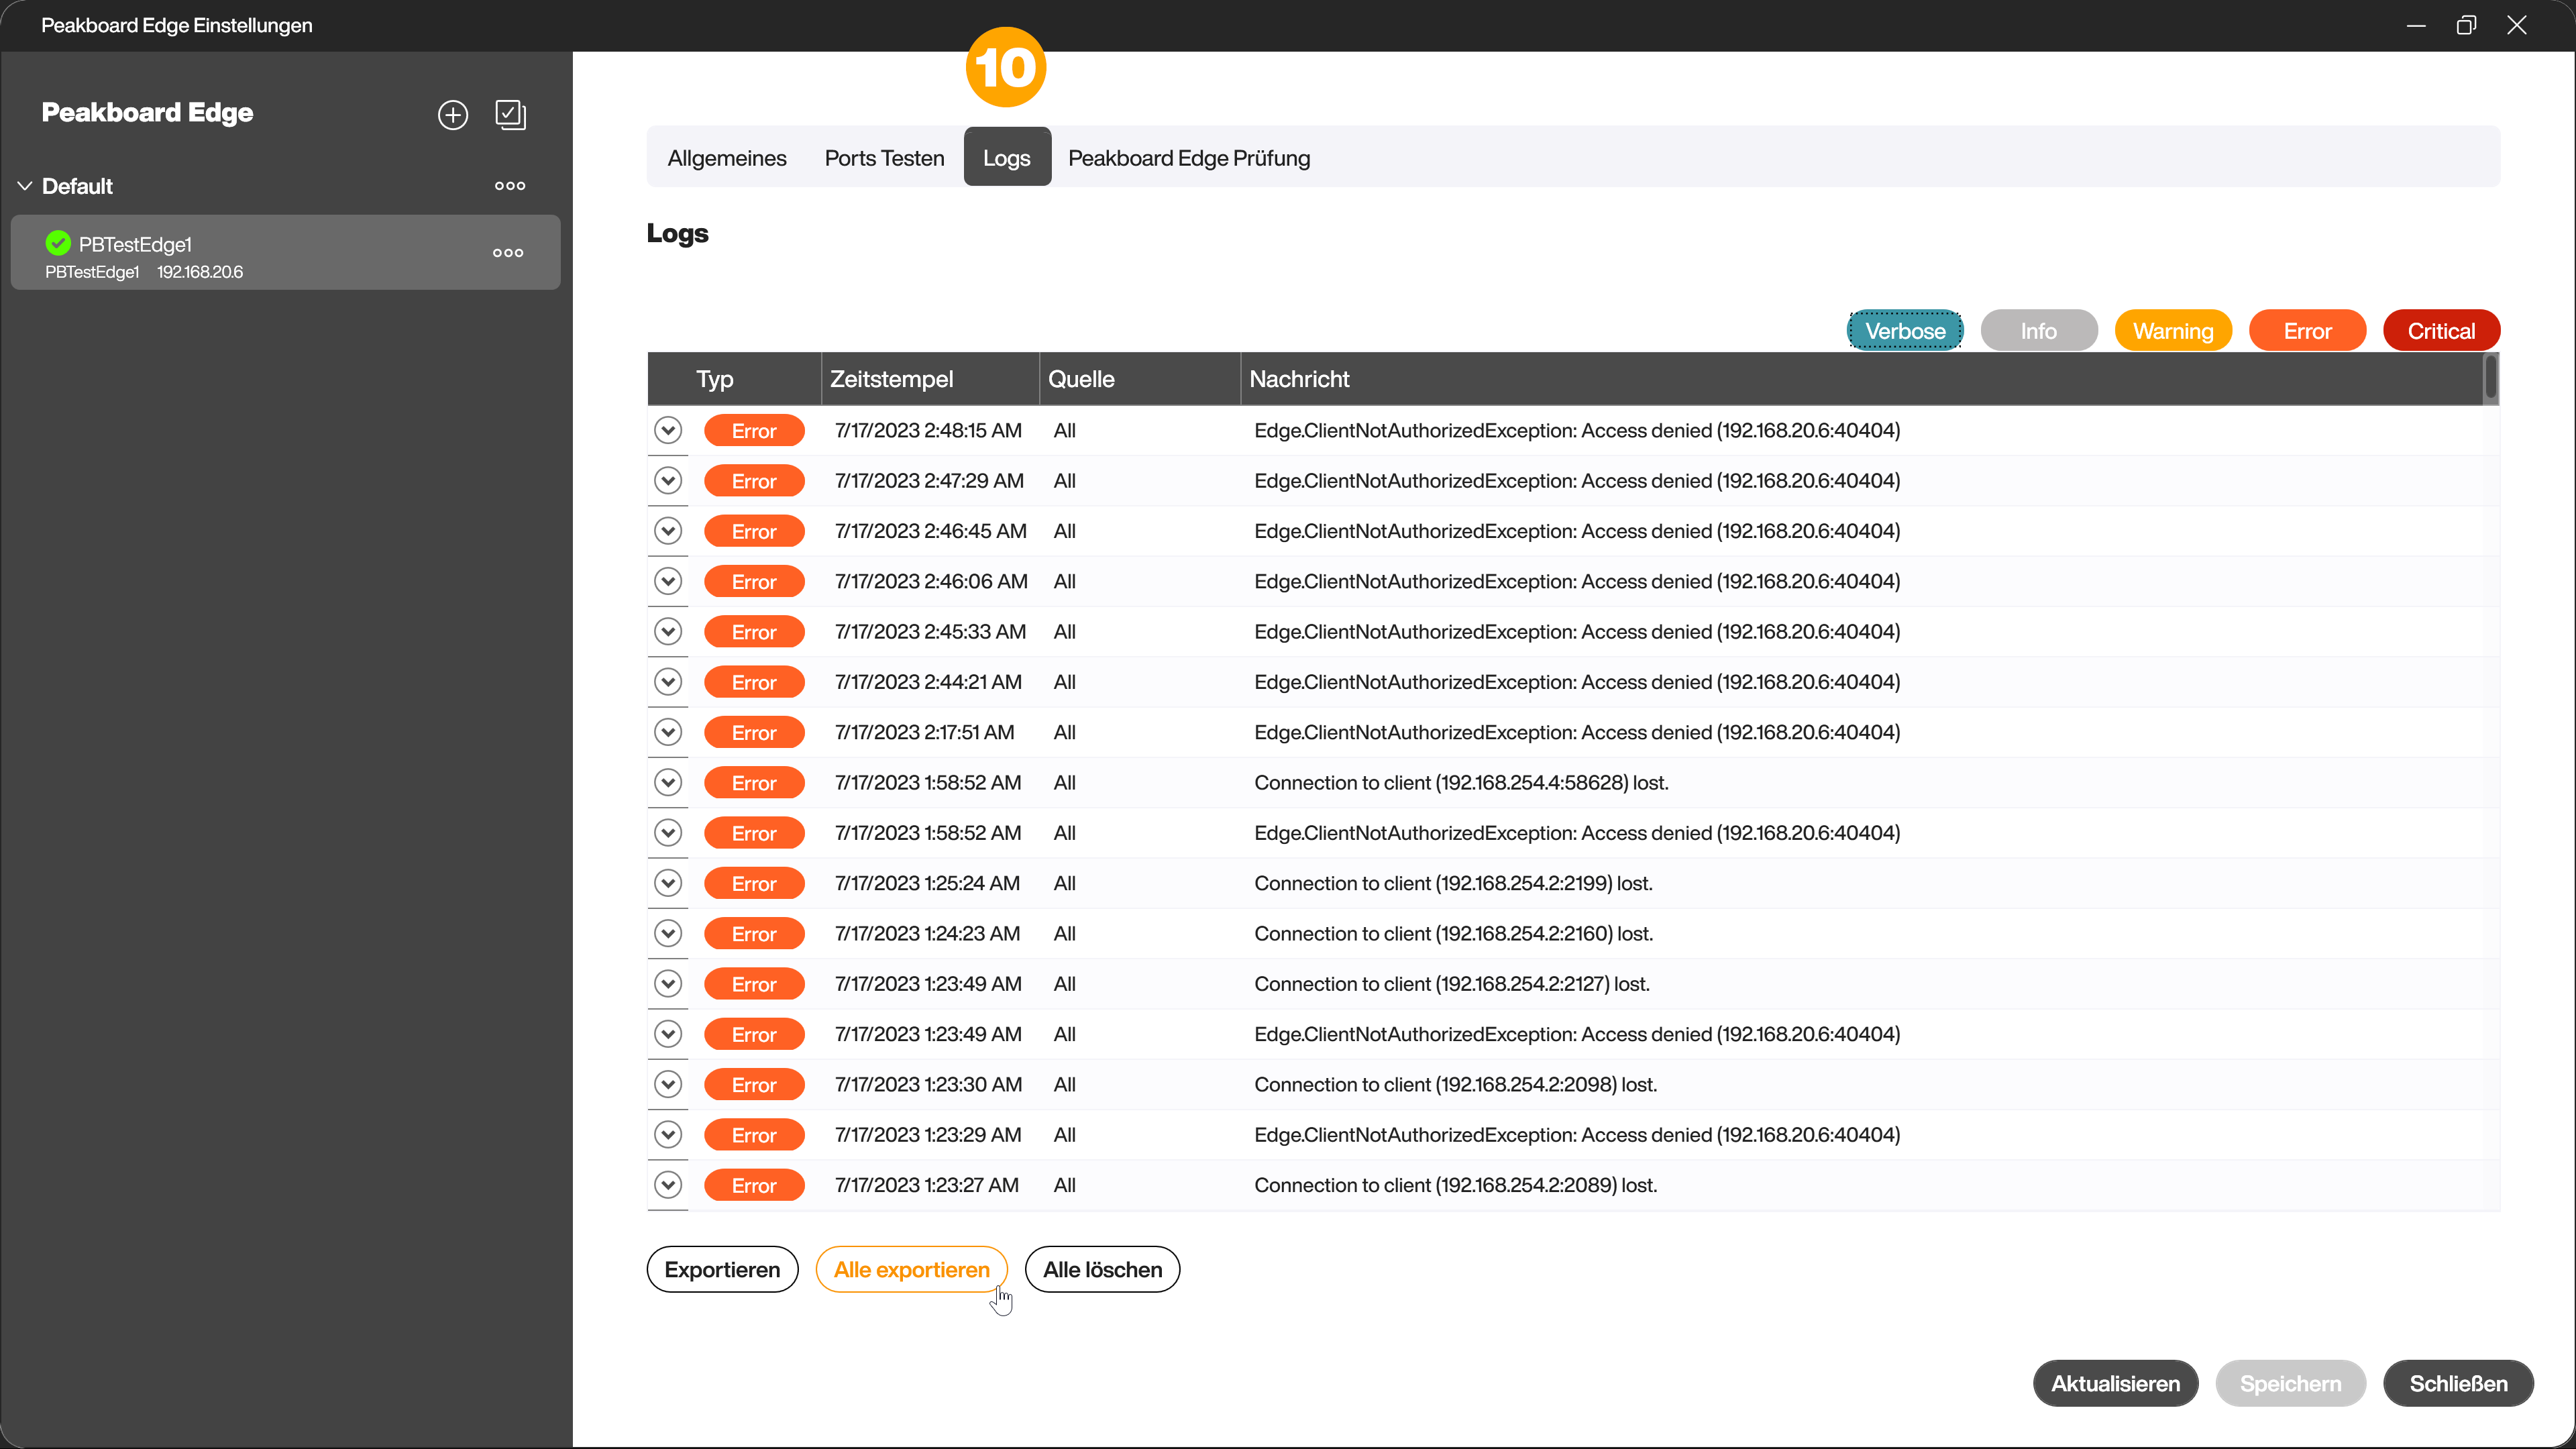 Peakboard Edge Einstellungen
10
Peakboard Edge
Default
PBTestEdge1
PBTestEdge1 192.168.20.6
Allgemeines Ports Testen Logs Peakboard Edge Prüfung
Logs
Verbose Info Warning Error Critical
Typ Zeitstempel Quelle Nachricht
Error 7/17/2023 2:48:15 AM All Edge.ClientNotAuthorizedException: Access denied (192.168.20.6:40404)
Error 7/17/2023 2:47:29 AM All Edge.ClientNotAuthorizedException: Access denied (192.168.20.6:40404)
Error 7/17/2023 2:46:45 AM All Edge.ClientNotAuthorizedException: Access denied (192.168.20.6:40404)
Error 7/17/2023 2:46:06 AM All Edge.ClientNotAuthorizedException: Access denied (192.168.20.6:40404)
Error 7/17/2023 2:45:33 AM All Edge.ClientNotAuthorizedException: Access denied (192.168.20.6:40404)
Error 7/17/2023 2:44:21 AM All Edge.ClientNotAuthorizedException: Access denied (192.168.20.6:40404)
Error 7/17/2023 2:17:51 AM All Edge.ClientNotAuthorizedException: Access denied (192.168.20.6:40404)
Error 7/17/2023 1:58:52 AM All Connection to client (192.168.254.4:58628) lost.
Error 7/17/2023 1:58:52 AM All Edge.ClientNotAuthorizedException: Access denied (192.168.20.6:40404)
Error 7/17/2023 1:25:24 AM All Connection to client (192.168.254.2:2199) lost.
Error 7/17/2023 1:24:23 AM All Connection to client (192.168.254.2:2160) lost.
Error 7/17/2023 1:23:49 AM All Connection to client (192.168.254.2:2127) lost.
Error 7/17/2023 1:23:49 AM All Edge.ClientNotAuthorizedException: Access denied (192.168.20.6:40404)
Error 7/17/2023 1:23:30 AM All Connection to client (192.168.254.2:2098) lost.
Error 7/17/2023 1:23:29 AM All Edge.ClientNotAuthorizedException: Access denied (192.168.20.6:40404)
Error 7/17/2023 1:23:27 AM All Connection to client (192.168.254.2:2089) lost.
Exportieren Alle exportieren Alle löschen
Aktualisieren Speichern Schließen